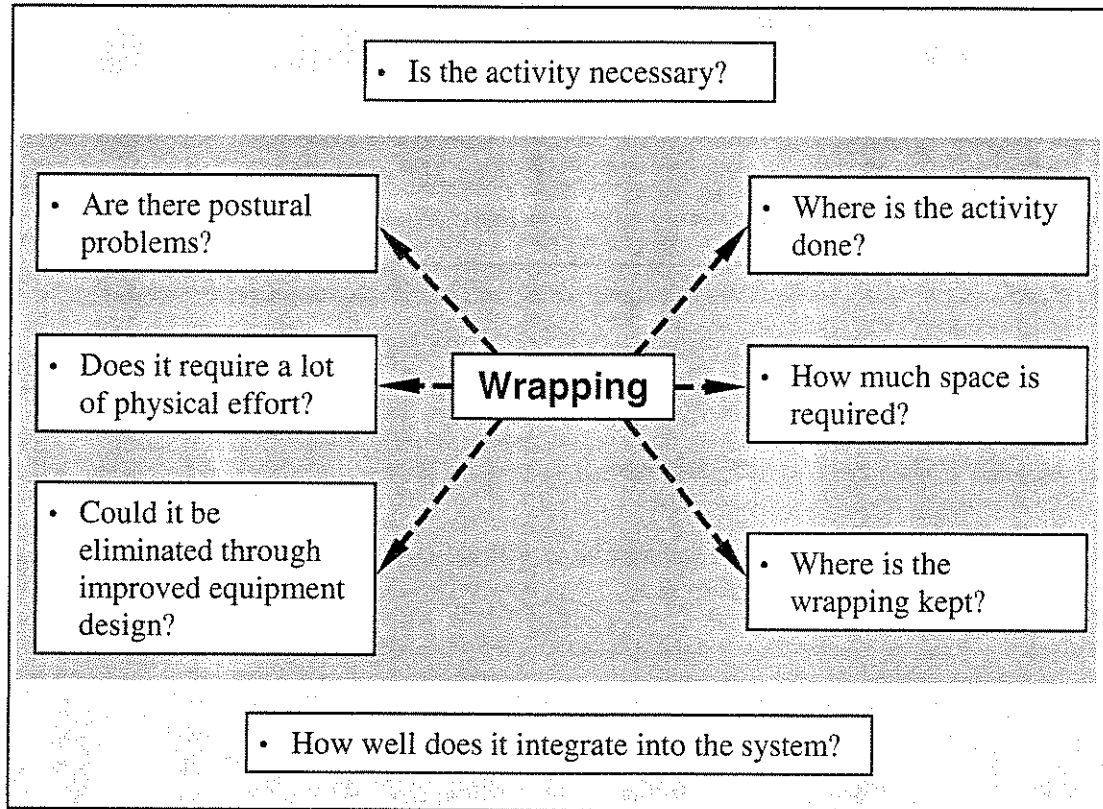 • Is the activity necessary?
• Are there postural
problems?
• Does it require a lot
of physical effort?
• Could it be
eliminated through
improved equipment
design?
Wrapping
• Where is the activity
done?
• How much space is
required?
• Where is the
wrapping kept?
• How well does it integrate into the system?